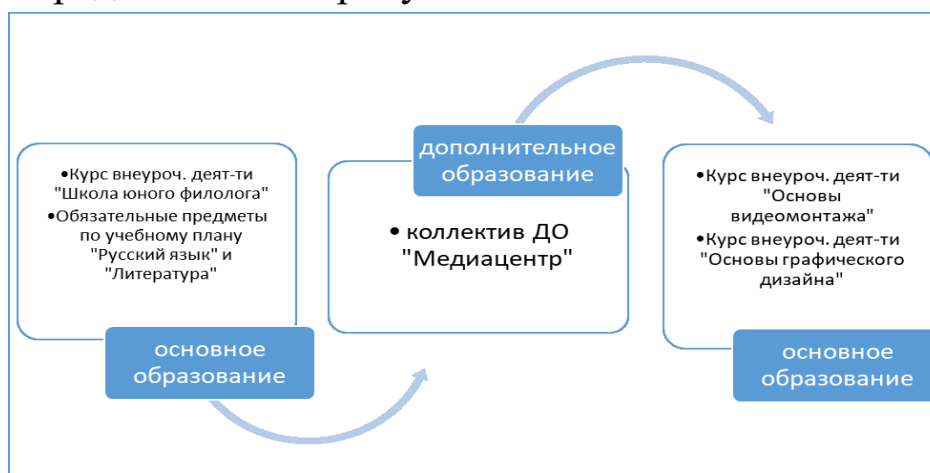 •Курс внеуроч. деят-ти
"Школа юного филолога"
•Обязательные предметы
по учебному плану
"Русский язык" и
"Литература"
основное
образование
дополнительное
образование
• коллектив ДО
"Медиацентр"
•Курс внеуроч. деят-ти
"Основы
видеомонтажа"
•Курс внеуроч. деят-ти
"Основы графического
дизайна"
основное
образование